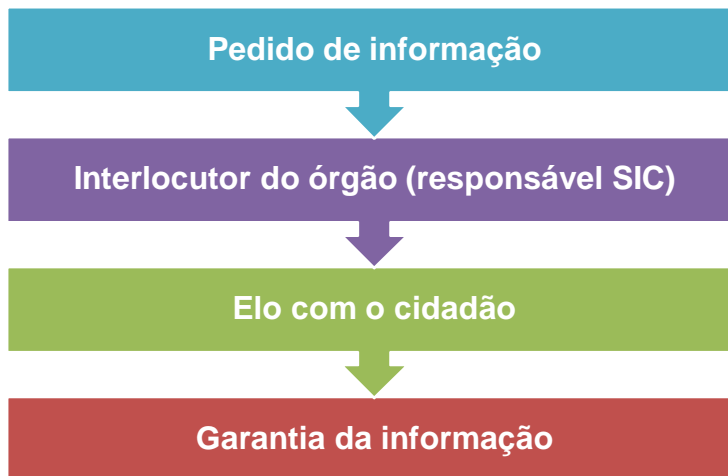 Pedido de informação
Interlocutor do órgão (responsável SIC)
Elo com o cidadão
Garantia da informação